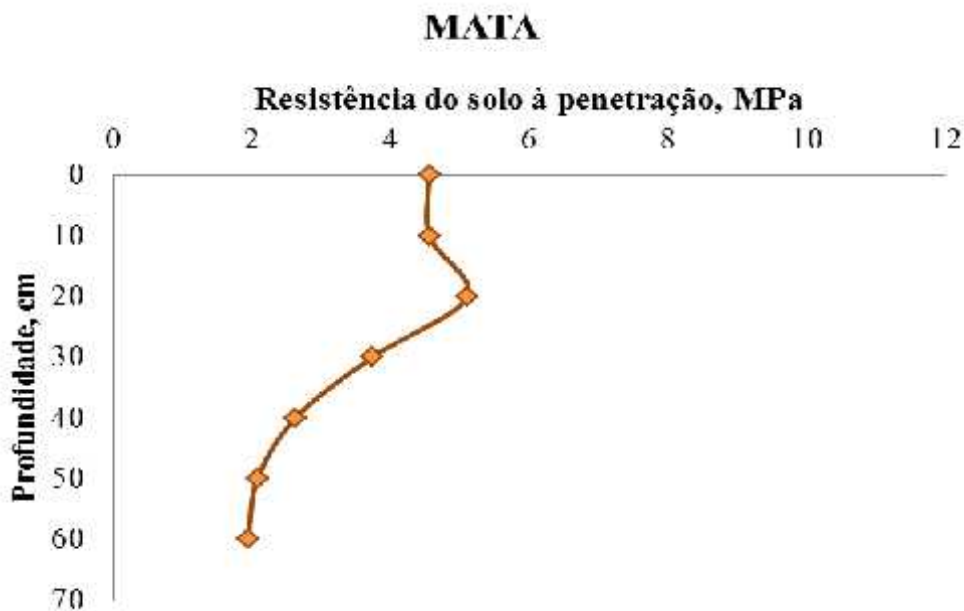 MATA
Resistência do solo à penetração, MPa
0 2 4 6 8 10 12
0
10
20
30
40
50
60
70
Profundidade, cm